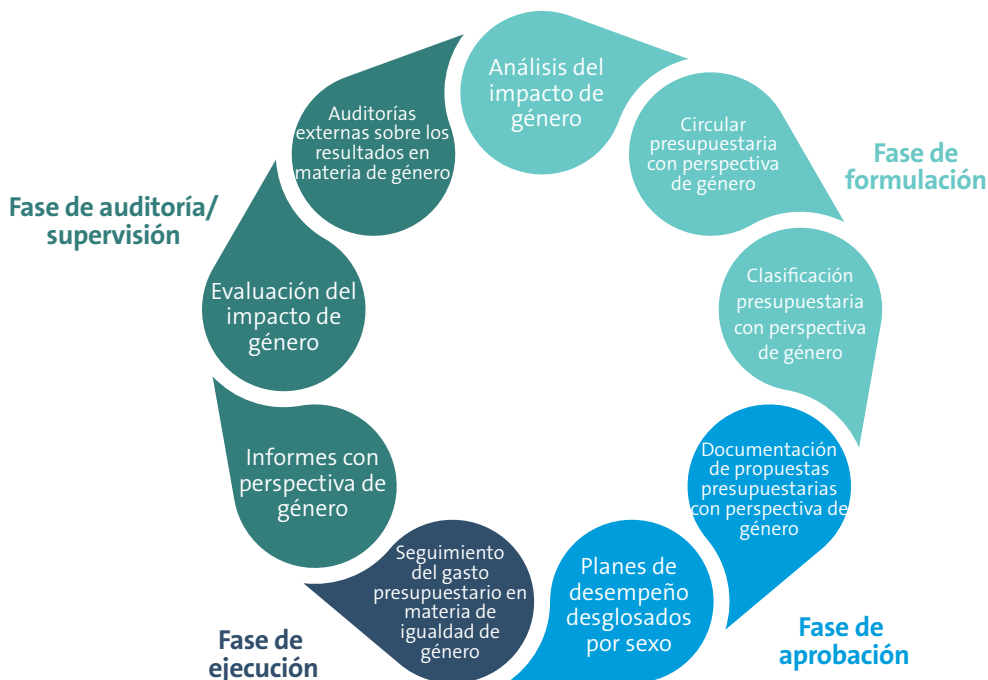 Análisis del
impacto de
género
Circular
presupuestaria
con perspectiva
de género
Fase de
formulación
Clasificación
presupuestaria
con perspectiva
de género
Documentación
de propuestas
presupuestarias
con perspectiva de
género
Fase de
aprobación
Planes de
desempeño
desglosados
por sexo
Seguimiento
del gasto
presupuestario en
materia de
igualdad de
género
Fase de
ejecución
Informes con
perspectiva de
género
Evaluación del
impacto de
género
Fase de auditoría/
supervisión
Auditorías
externas sobre los
resultados en
materia de género